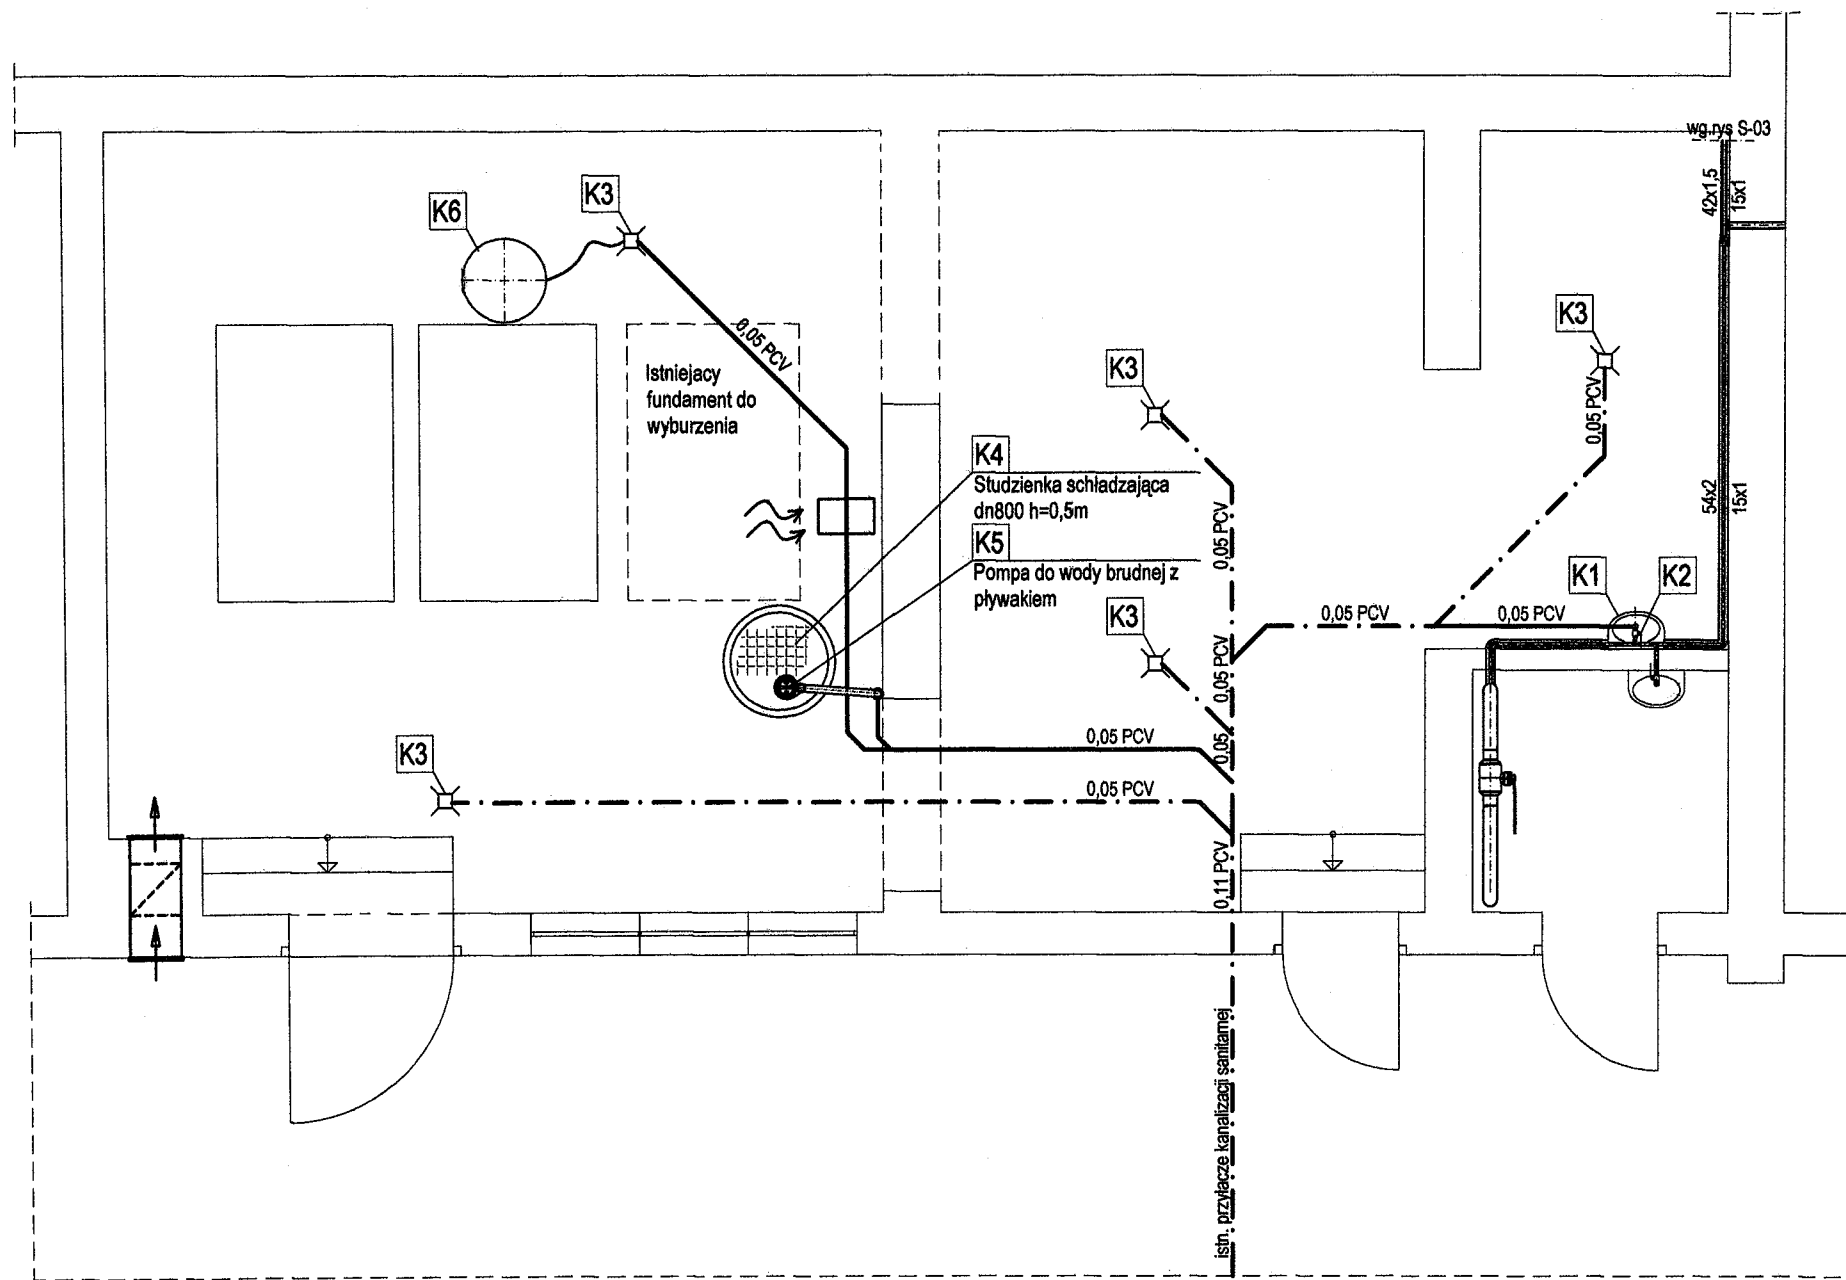 wg.rys S-03
42x1,5
15x1
K6
K3
0,05 PCV
Istniejacy
fundament do
wyburzenia
K3
K3
0,05 PCV
K4
Studzienka schładzająca
dn800 h=0,5m
K5
Pompa do wody brudnej z
pływakiem
0,05 PCV
54x2
15x1
K1
K2
K3
0,05 PCV
0,05 PCV
0,05 PCV
K3
0,05 PCV
0,05
0,05 PCV
0,11 PCV
istn. przyłacze kanalizacji sanitarnej